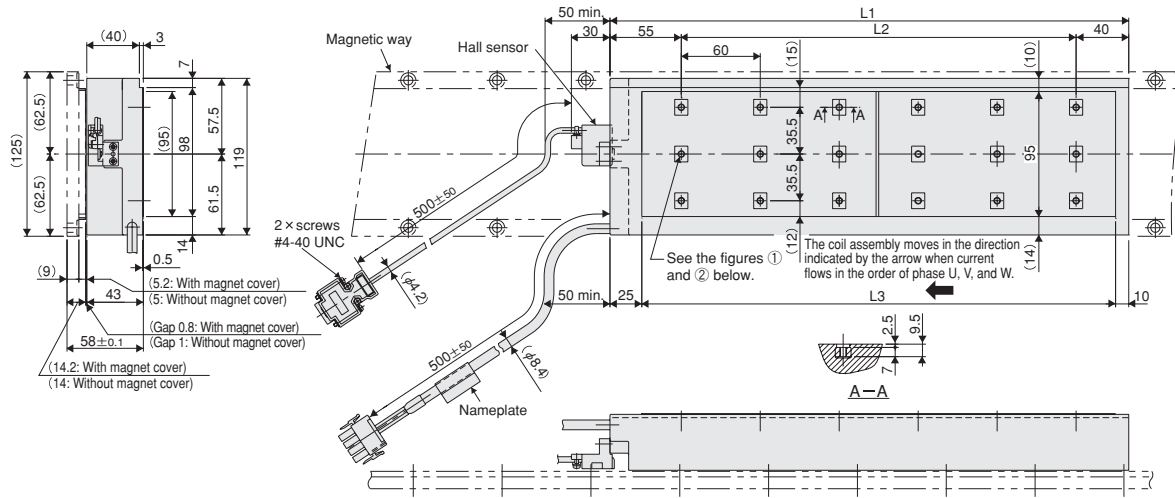 50 min.
L1
(40)
3
30
55
L2
40
Magnetic way
Hall sensor
60
(15)
(10)
7
(62.5)
(125)
(62.5)
(95)
98
57.5
61.5
119
14
A
A
35.5
35.5
95
(12)
(14)
500±50
2 × screws
#4-40 UNC
(φ4.2)
See the figures ①
and ② below.
The coil assembly moves in the direction
indicated by the arrow when current
flows in the order of phase U, V, and W.
0.5
(9)
(5.2: With magnet cover)
(5: Without magnet cover)
43
50 min.
25
L3
10
(Gap 0.8: With magnet cover)
(Gap 1: Without magnet cover)
58±0.1
(14.2: With magnet cover)
(14: Without magnet cover)
500±50
(φ8.4)
2.5
9.5
7
A—A
Nameplate